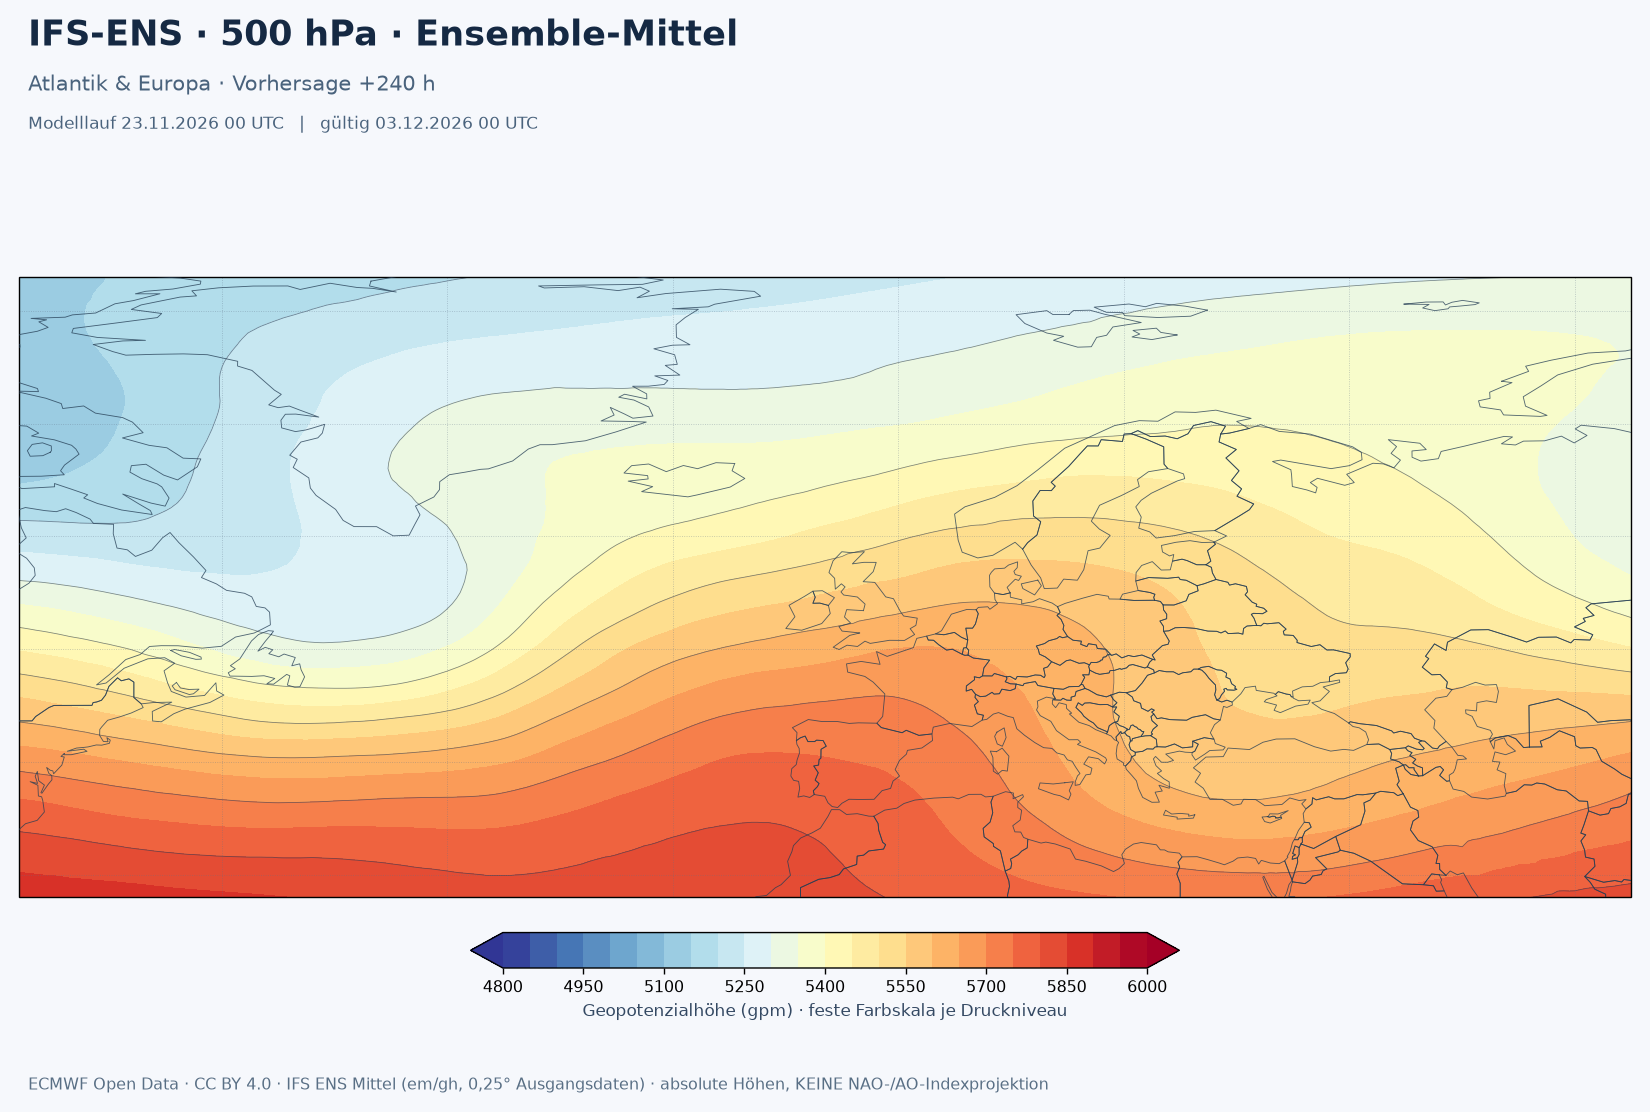 IFS-ENS · 500 hPa · Ensemble-Mittel
Atlantik & Europa · Vorhersage +240 h
Modelllauf 23.11.2026 00 UTC | gültig 03.12.2026 00 UTC
4800 4950 5100 5250 5400 5550 5700 5850 6000
Geopotenzialhöhe (gpm) · feste Farbskala je Druckniveau
ECMWF Open Data · CC BY 4.0 · IFS ENS Mittel (em/gh, 0,25° Ausgangsdaten) · absolute Höhen, KEINE NAO-/AO-Indexprojektion